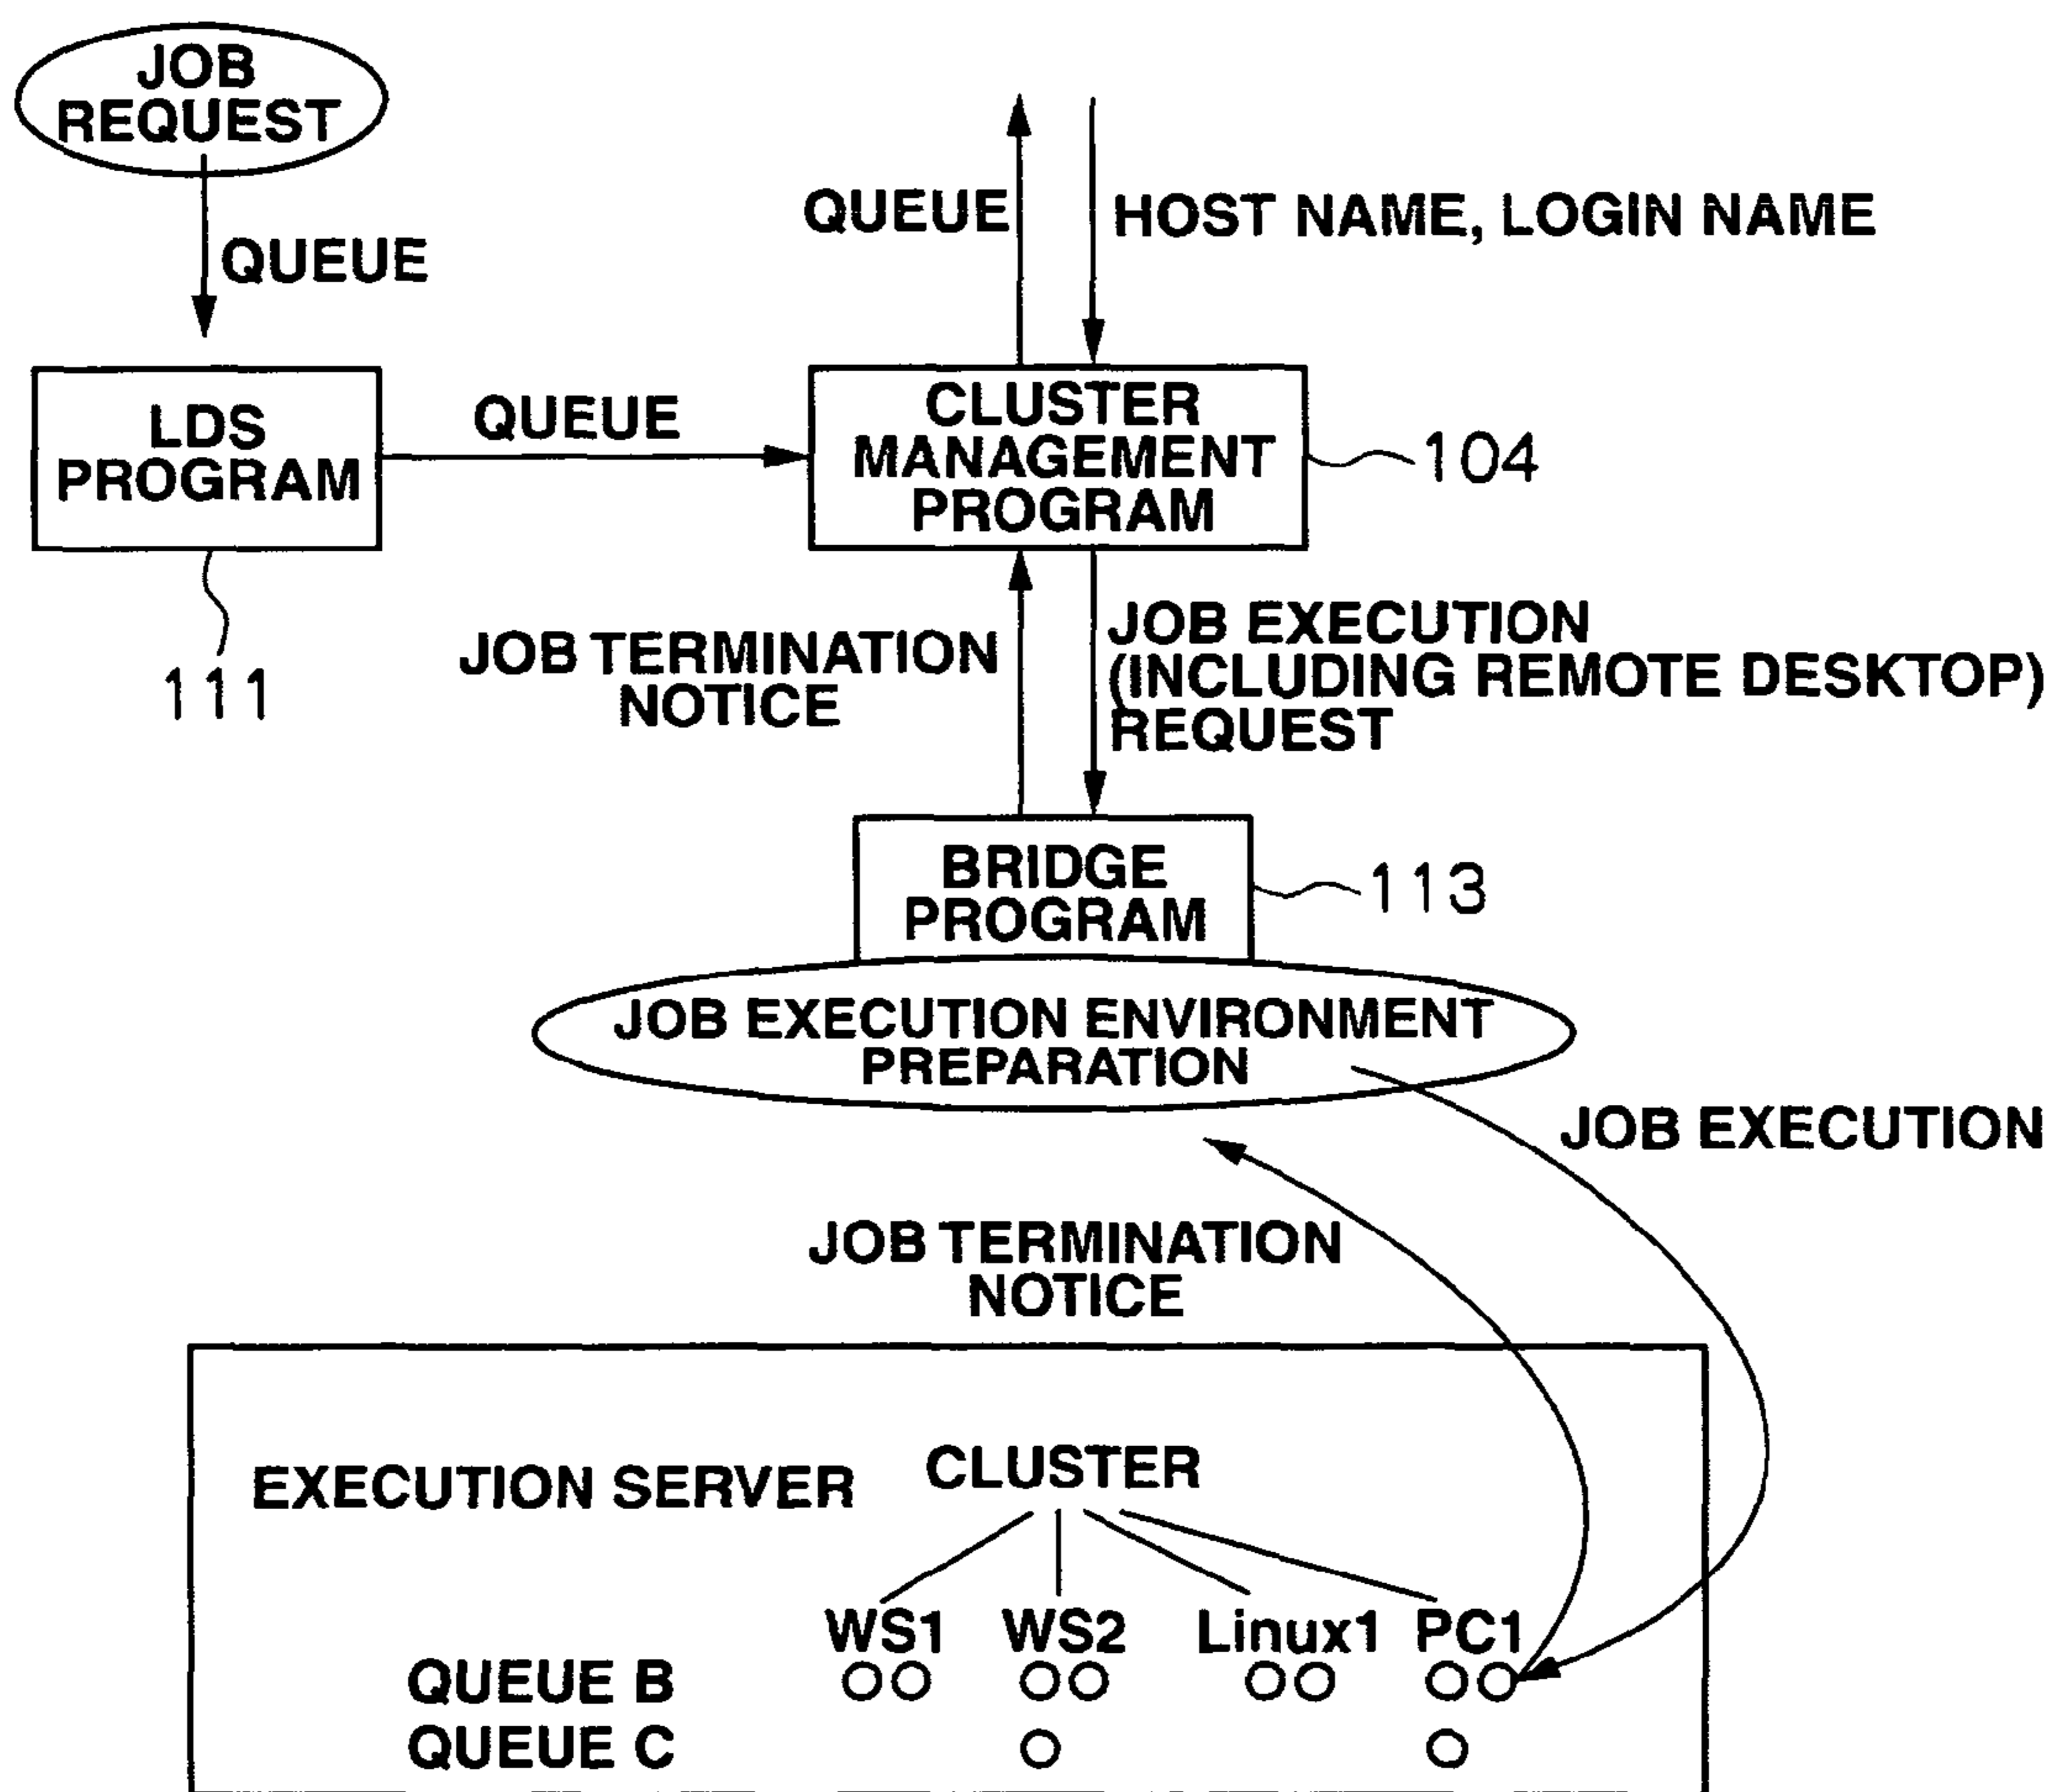 JOB
REQUEST
QUEUE
QUEUE
HOST NAME, LOGIN NAME
LDS
PROGRAM
QUEUE
CLUSTER
MANAGEMENT
PROGRAM
104
111
JOB TERMINATION
NOTICE
JOB EXECUTION
(INCLUDING REMOTE DESKTOP)
REQUEST
BRIDGE
PROGRAM
113
JOB EXECUTION ENVIRONMENT
PREPARATION
JOB EXECUTION
JOB TERMINATION
NOTICE
EXECUTION SERVER
CLUSTER
WS1 WS2 Linux1 PC1
QUEUE B
QUEUE C